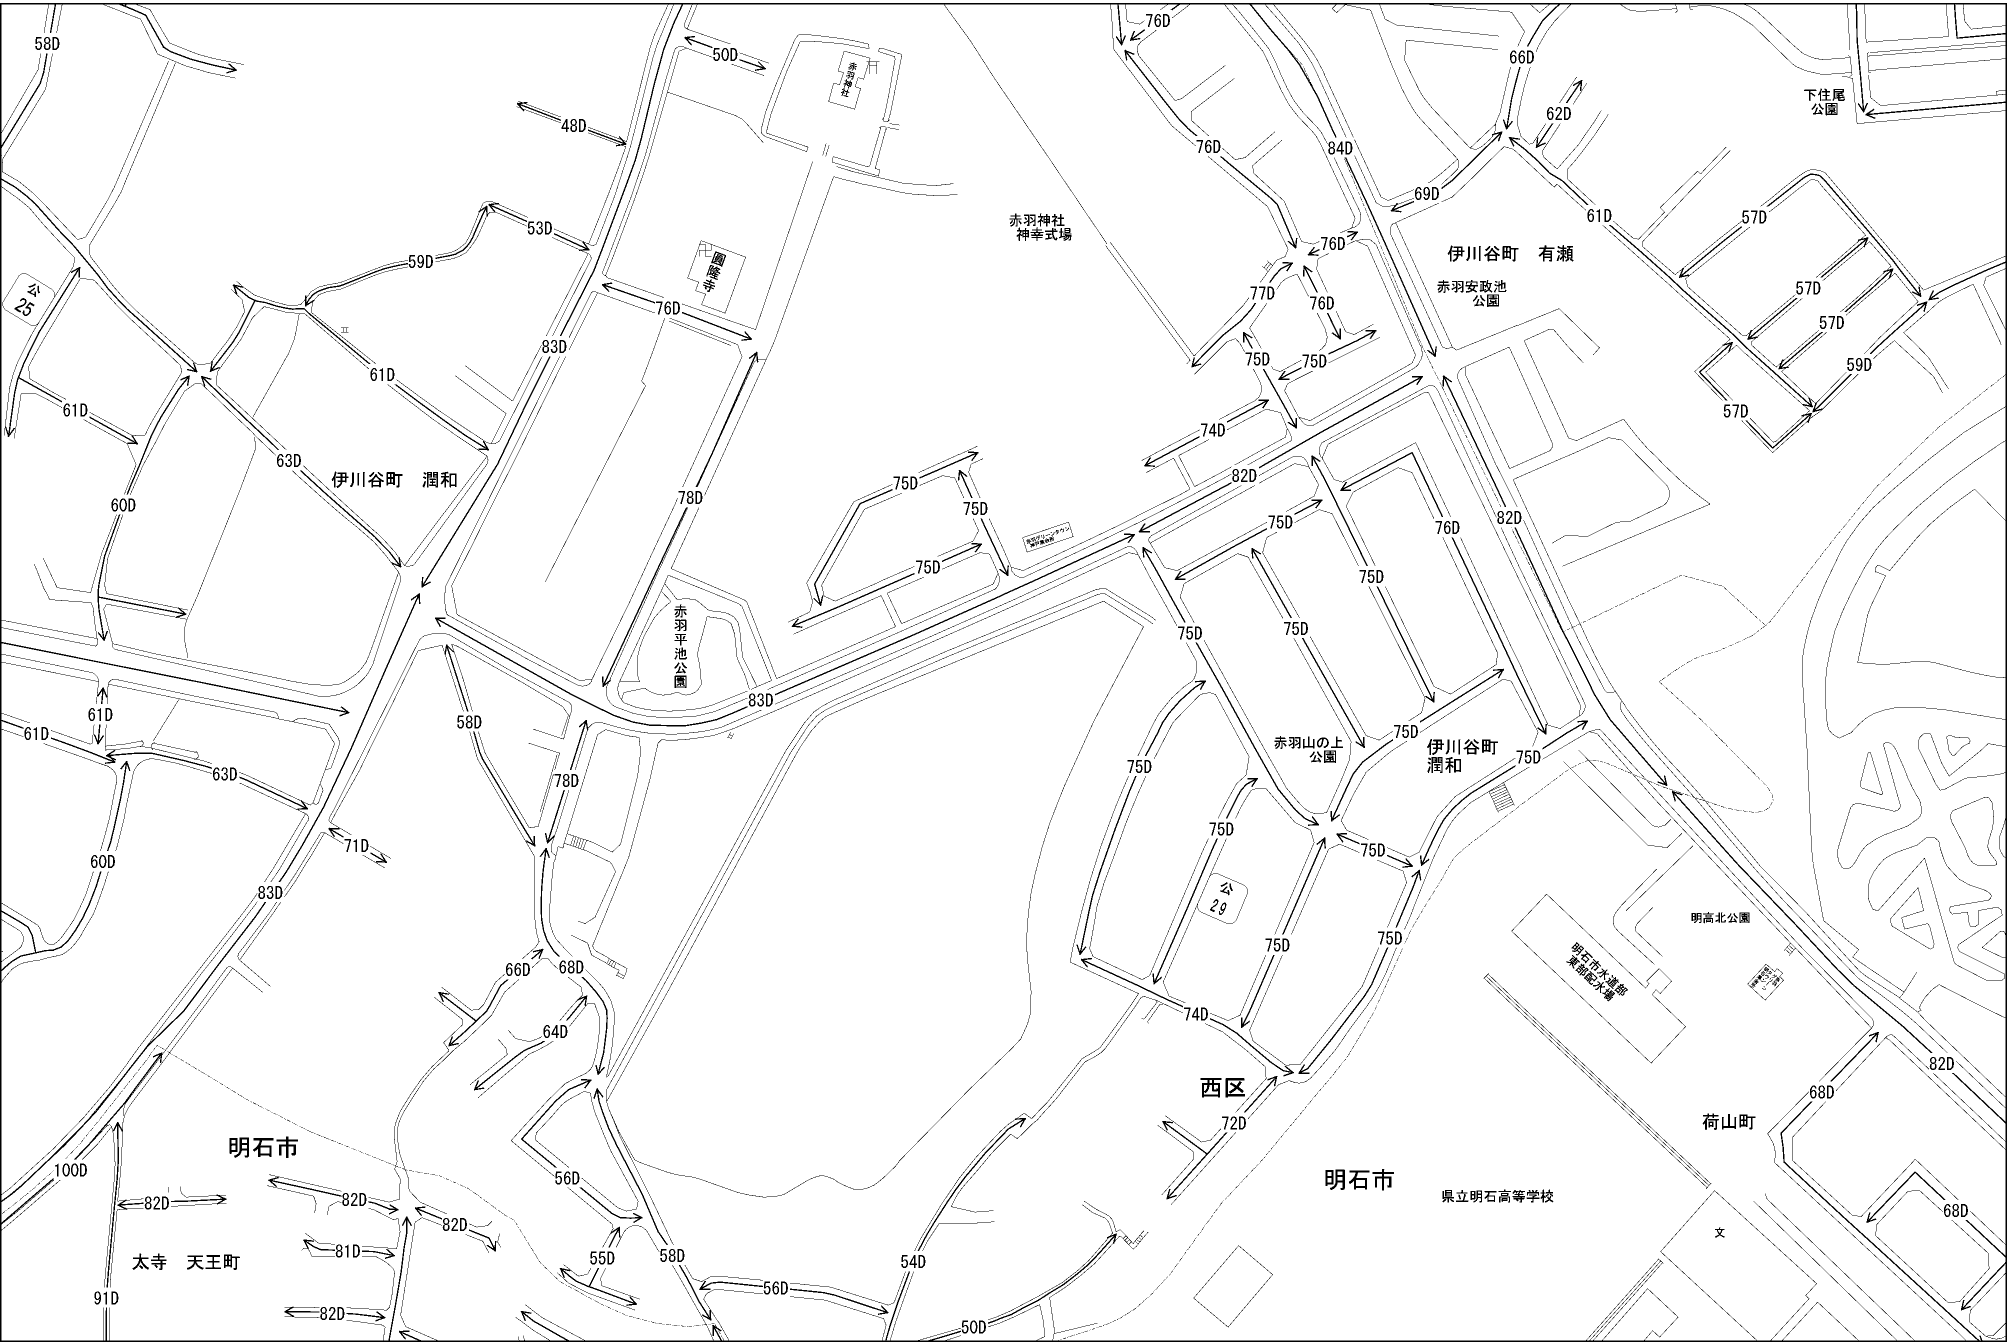 76D
58D
50D
66D
赤羽神社
下住尾
公園
62D
48D
76D
84D
69D
赤羽神社
神幸式場
61D
57D
53D
76D
伊川谷町 有瀬
59D
圓隆寺
公
25
赤羽安政池
公園
57D
77D
76D
76D
57D
83D
75D
75D
59D
61D
61D
57D
74D
63D
伊川谷町 潤和
82D
75D
78D
60D
75D
75D
76D
82D
75D
75D
赤羽平池公園
75D
75D
83D
61D
58D
61D
赤羽山の上
公園
75D
伊川谷町
潤和
75D
75D
63D
78D
75D
71D
75D
60D
83D
公
29
明高北公園
75D
75D
明石市水道部
東部配水場
66D
68D
74D
64D
82D
西区
68D
荷山町
72D
明石市
100D
56D
明石市
県立明石高等学校
82D
82D
82D
68D
文
81D
55D
58D
太寺 天王町
54D
56D
91D
82D
50D